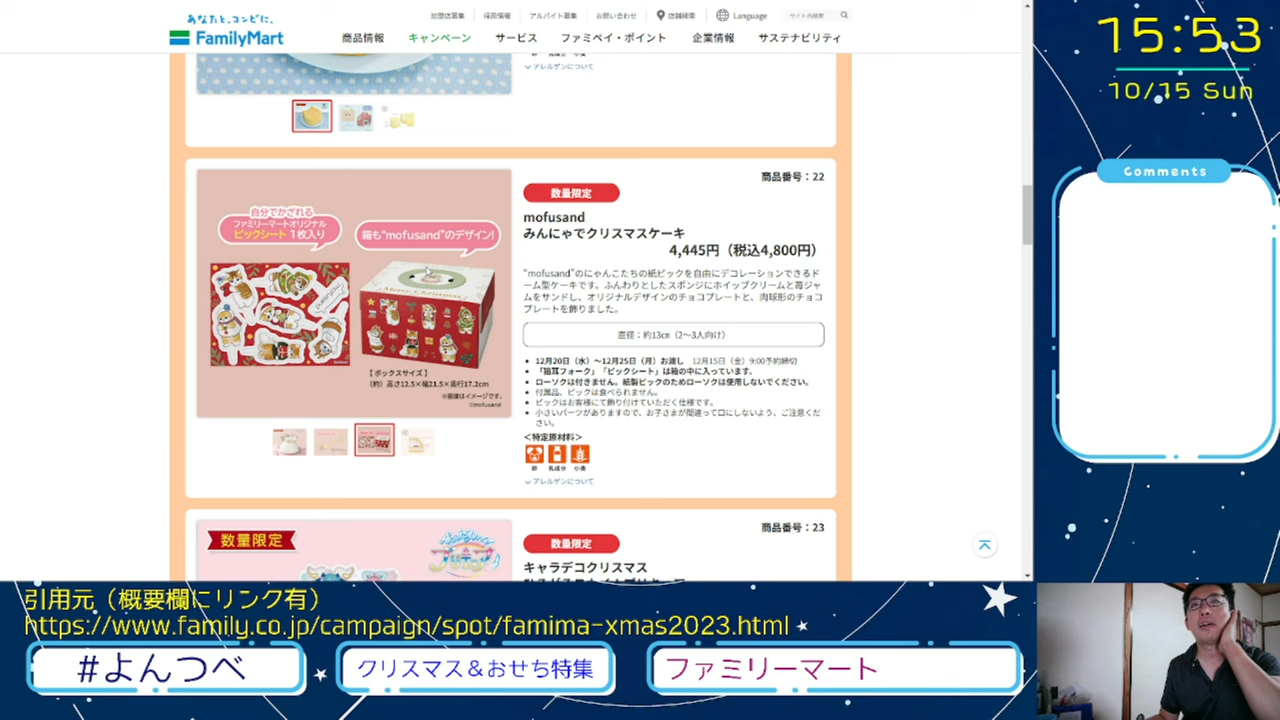 あなたと、コンビに、
FamilyMart
加盟店募集 採用情報 アルバイト募集 お問い合わせ 店舗検索 Language サイト内検索
商品情報 キャンペーン サービス ファミペイ・ポイント 企業情報 サステナビリティ
アレルゲンについて
商品番号：22
数量限定
mofusand
みんにゃでクリスマスケーキ
4,445円（税込4,800円）
"mofusand"のにゃんこたちの紙ピックを自由にデコレーションできるド
ーム型ケーキです。ふんわりとしたスポンジにホイップクリームと苺ジャ
ムをサンドし、オリジナルデザインのチョコプレートと、肉球形のチョコ
プレートを飾りました。
直径：約13cm（2〜3人向け）
12月20日（水）〜12月25日（月）お渡し 12月15日（金）9:00予約締切
「猫耳フォーク」「ピックシート」は箱の中に入っています。
ローソクは付きません。紙製ピックのためローソクは使用しないでください。
付属品、ピックは食べられません。
ピックはお客様にて飾り付けていただく仕様です。
小さいパーツがありますので、お子さまが間違って口にしないよう、ご注意くだ
さい。
＜特定原材料＞
卵 乳成分 小麦
アレルゲンについて
自分でかざれる
ファミリーマートオリジナル
ピックシート 1枚入り
箱も"mofusand"のデザイン!
Merry Christmas
【 ボックスサイズ 】
（約）高さ12.5×幅21.5×奥行17.2cm
※画像はイメージです。
©mofusand
商品番号：23
数量限定
数量限定
プリキュア
キャラデコクリスマス
15:53
10/15 Sun
Comments
引用元（概要欄にリンク有）
https://www.family.co.jp/campaign/spot/famima-xmas2023.html
#よんつべ
クリスマス＆おせち特集
ファミリーマート